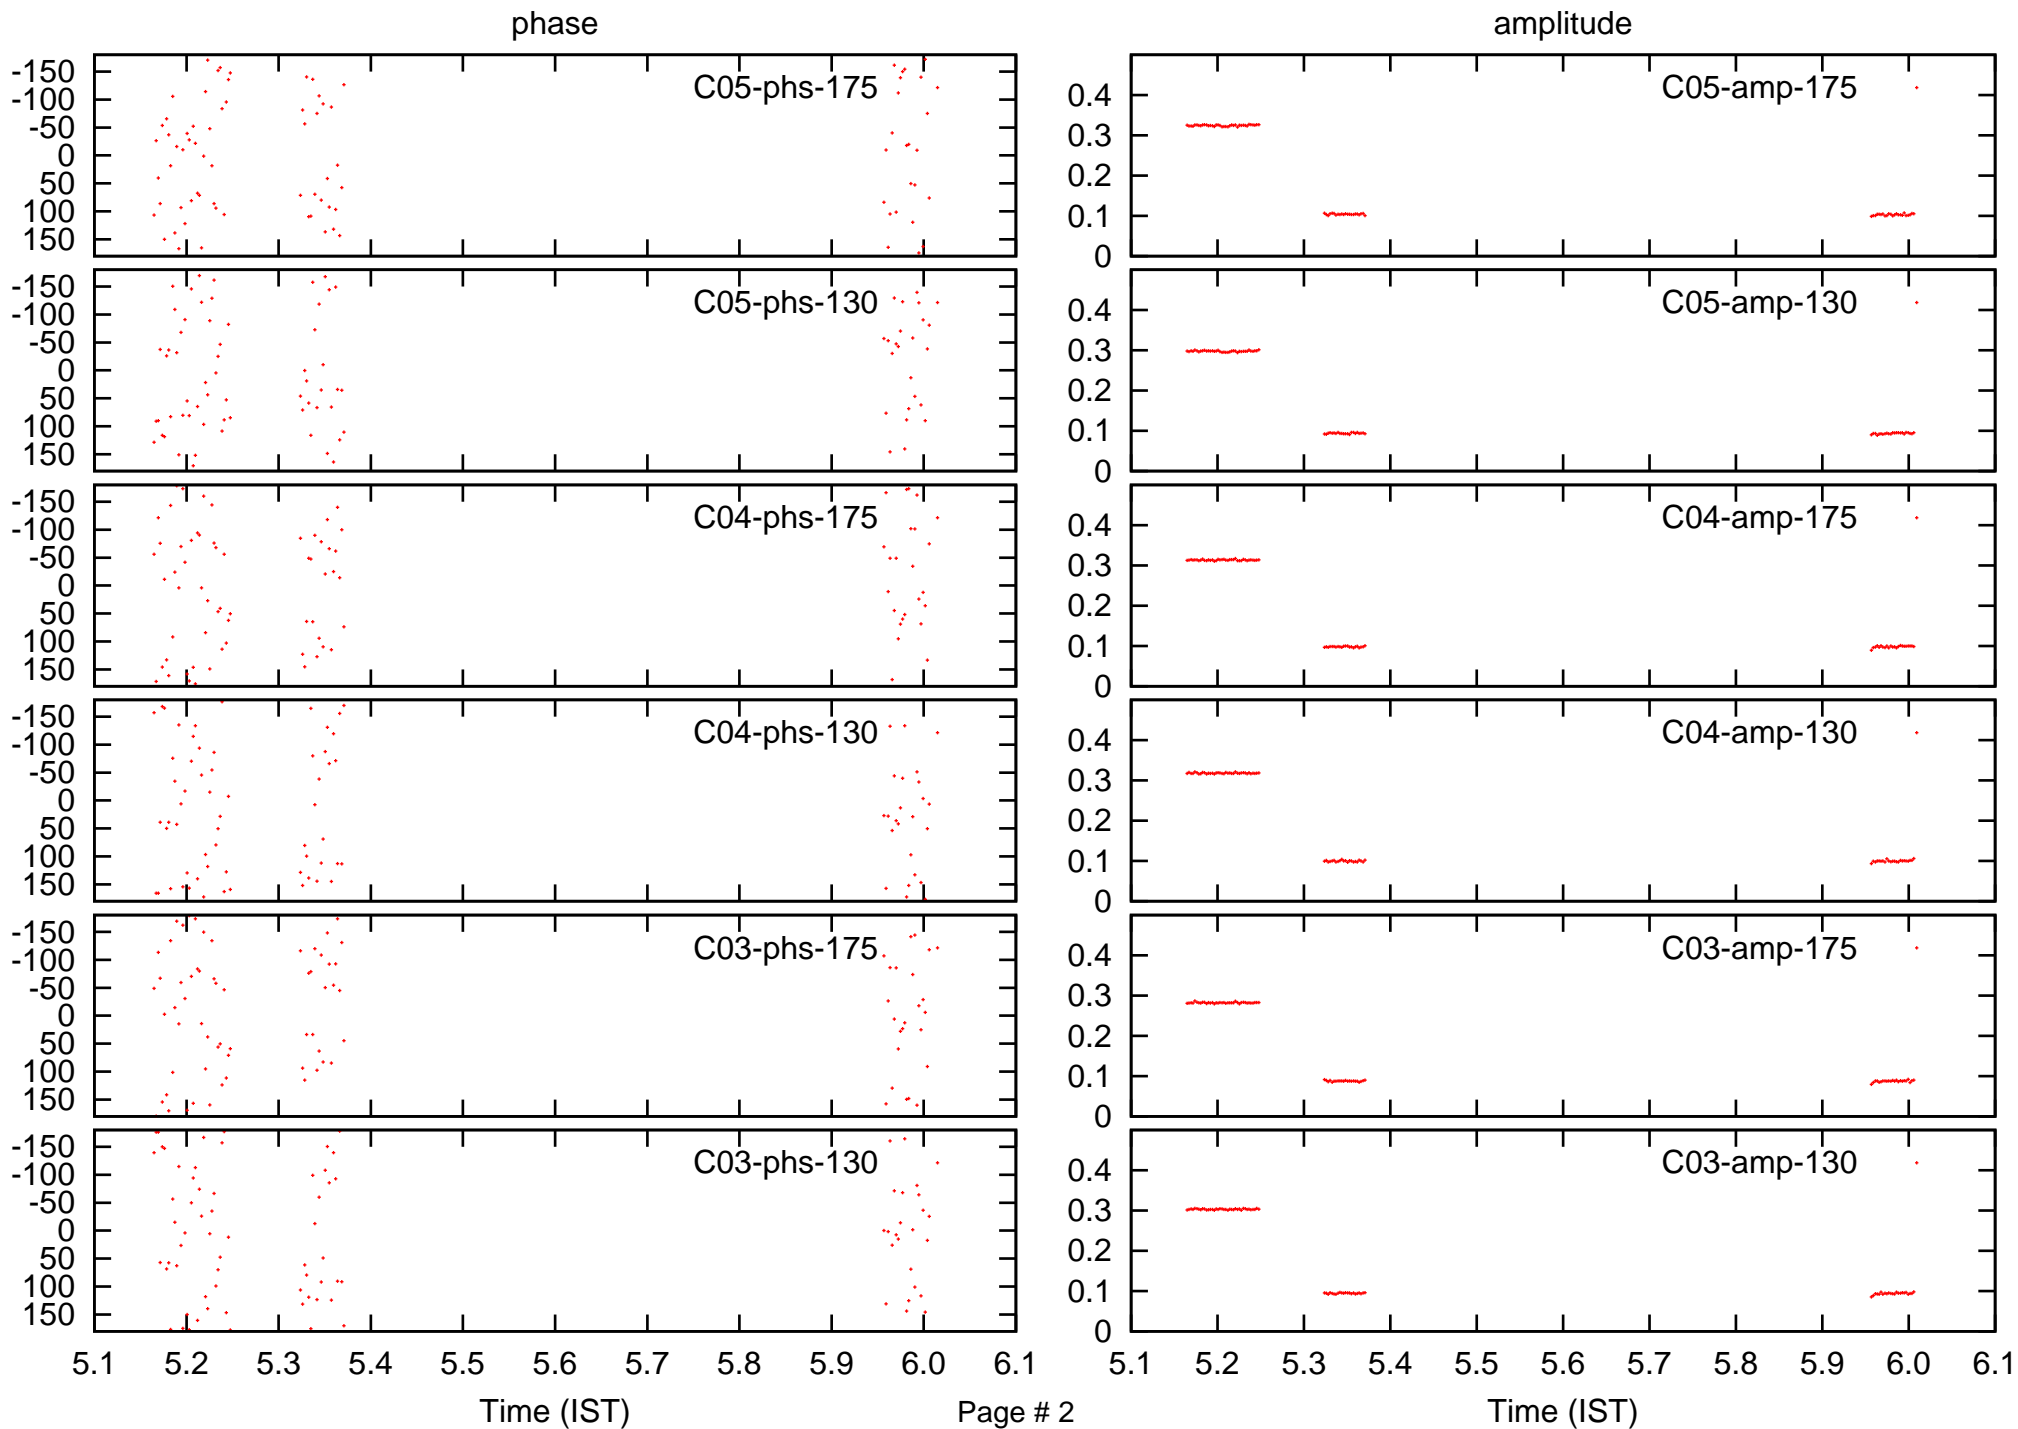 phase amplitude
-150 -100 -50 0 50 100 150 C05-phs-175 0.4 0.3 0.2 0.1 0 C05-amp-175
-150 -100 -50 0 50 100 150 C05-phs-130 0.4 0.3 0.2 0.1 0 C05-amp-130
-150 -100 -50 0 50 100 150 C04-phs-175 0.4 0.3 0.2 0.1 0 C04-amp-175
-150 -100 -50 0 50 100 150 C04-phs-130 0.4 0.3 0.2 0.1 0 C04-amp-130
-150 -100 -50 0 50 100 150 C03-phs-175 0.4 0.3 0.2 0.1 0 C03-amp-175
-150 -100 -50 0 50 100 150 C03-phs-130 0.4 0.3 0.2 0.1 0 C03-amp-130
5.1 5.2 5.3 5.4 5.5 5.6 5.7 5.8 5.9 6.0 6.1 5.1 5.2 5.3 5.4 5.5 5.6 5.7 5.8 5.9 6.0 6.1
Time (IST) Page # 2 Time (IST)